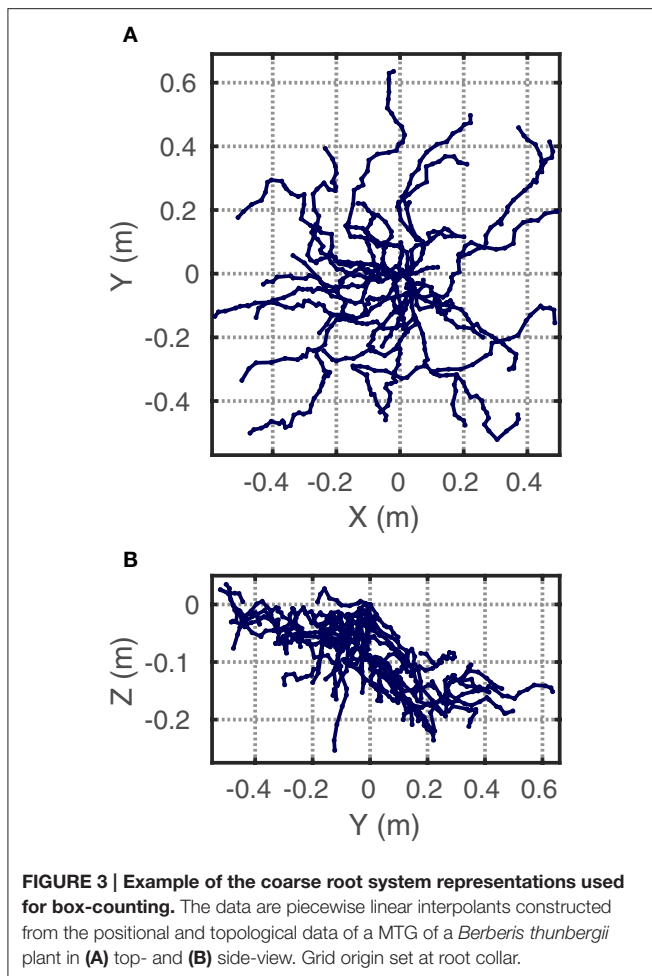 A
0.6
0.4
0.2
0
-0.2
-0.4
Y (m)
-0.4 -0.2 0 0.2 0.4
X (m)
B
0
-0.1
-0.2
Z (m)
-0.4 -0.2 0 0.2 0.4 0.6
Y (m)
FIGURE 3 | Example of the coarse root system representations used
for box-counting. The data are piecewise linear interpolants constructed
from the positional and topological data of a MTG of a Berberis thunbergii
plant in (A) top- and (B) side-view. Grid origin set at root collar.